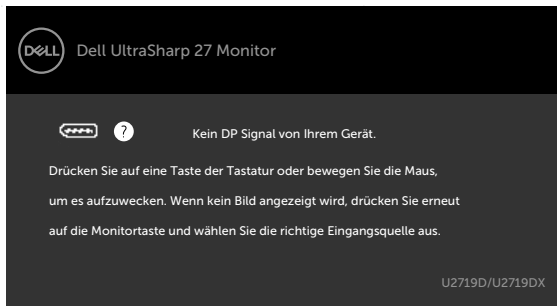 DELL
Dell UltraSharp 27 Monitor
? Kein DP Signal von Ihrem Gerät.
Drücken Sie auf eine Taste der Tastatur oder bewegen Sie die Maus,
um es aufzuwecken. Wenn kein Bild angezeigt wird, drücken Sie erneut
auf die Monitortaste und wählen Sie die richtige Eingangsquelle aus.
U2719D/U2719DX